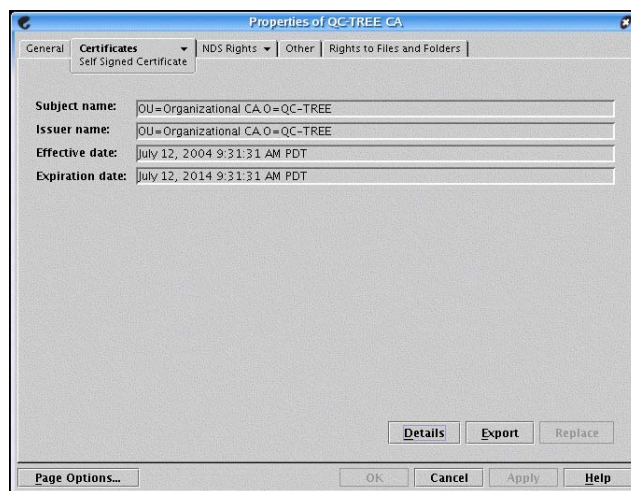 Properties of QC-TREE CA
General Certificates NDS Rights Other Rights to Files and Folders
Self Signed Certificate
Subject name: OU=Organizational CA.O=QC-TREE
Issuer name: OU=Organizational CA.O=QC-TREE
Effective date: July 12, 2004 9:31:31 AM PDT
Expiration date: July 12, 2014 9:31:31 AM PDT
Details Export Replace
Page Options... OK Cancel Apply Help